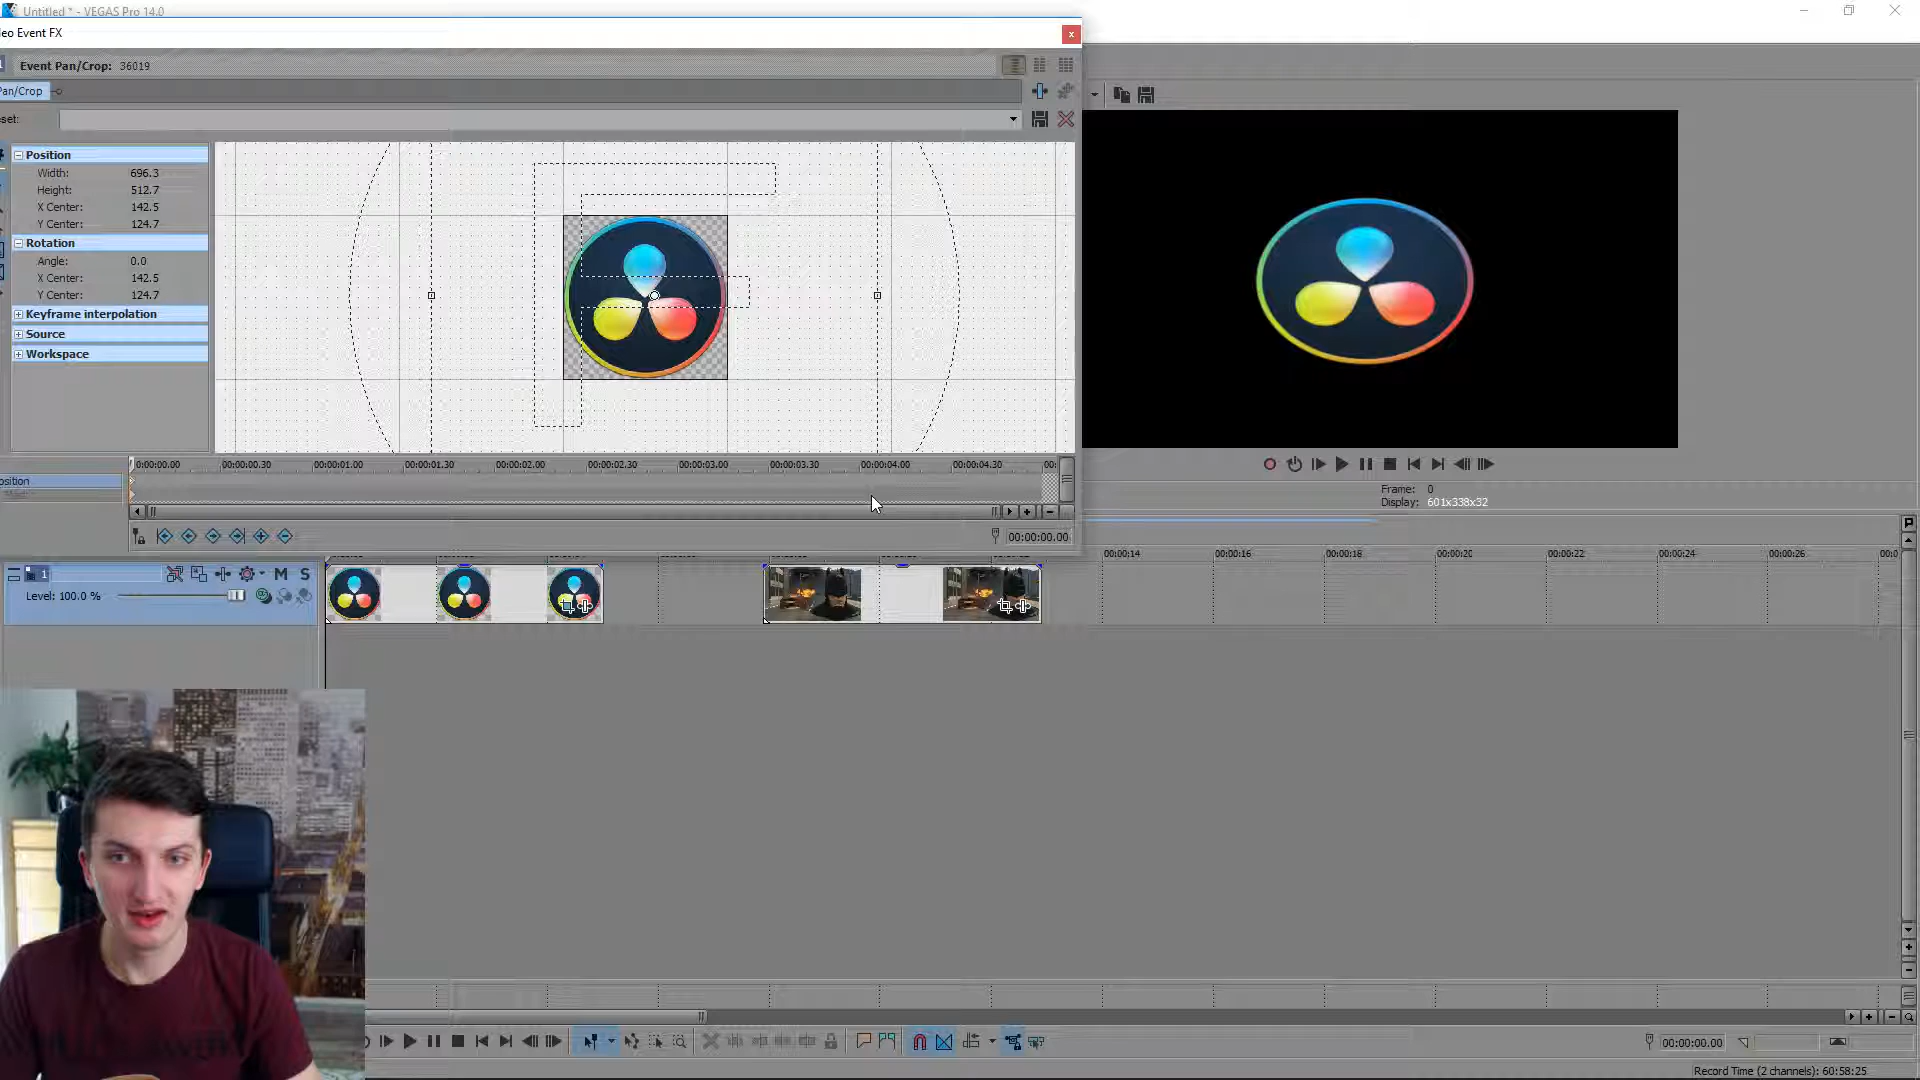 Untitled * - VEGAS Pro 14.0
eo Event FX
Event Pan/Crop: 36019
Pan/Crop
set:
Position
Width: 696.3
Height: 512.7
X Center: 142.5
Y Center: 124.7
Rotation
Angle: 0.0
X Center: 142.5
Y Center: 124.7
Keyframe interpolation
Source
Workspace
0:00:00.00 00:00:00.30 00:00:01.00 00:00:01.30 00:00:02.00 00:00:02.30 00:00:03.00 00:00:03.30 00:00:04.00 00:00:04.30 00:
osition
00:00:00.00
Frame: 0
Display: 601x338x32
00:00:14 00:00:16 00:00:18 00:00:20 00:00:22 00:00:24 00:00:26 00:0
1 M S
Level: 100.0 %
00:00:00.00
Record Time (2 channels): 60:58:25